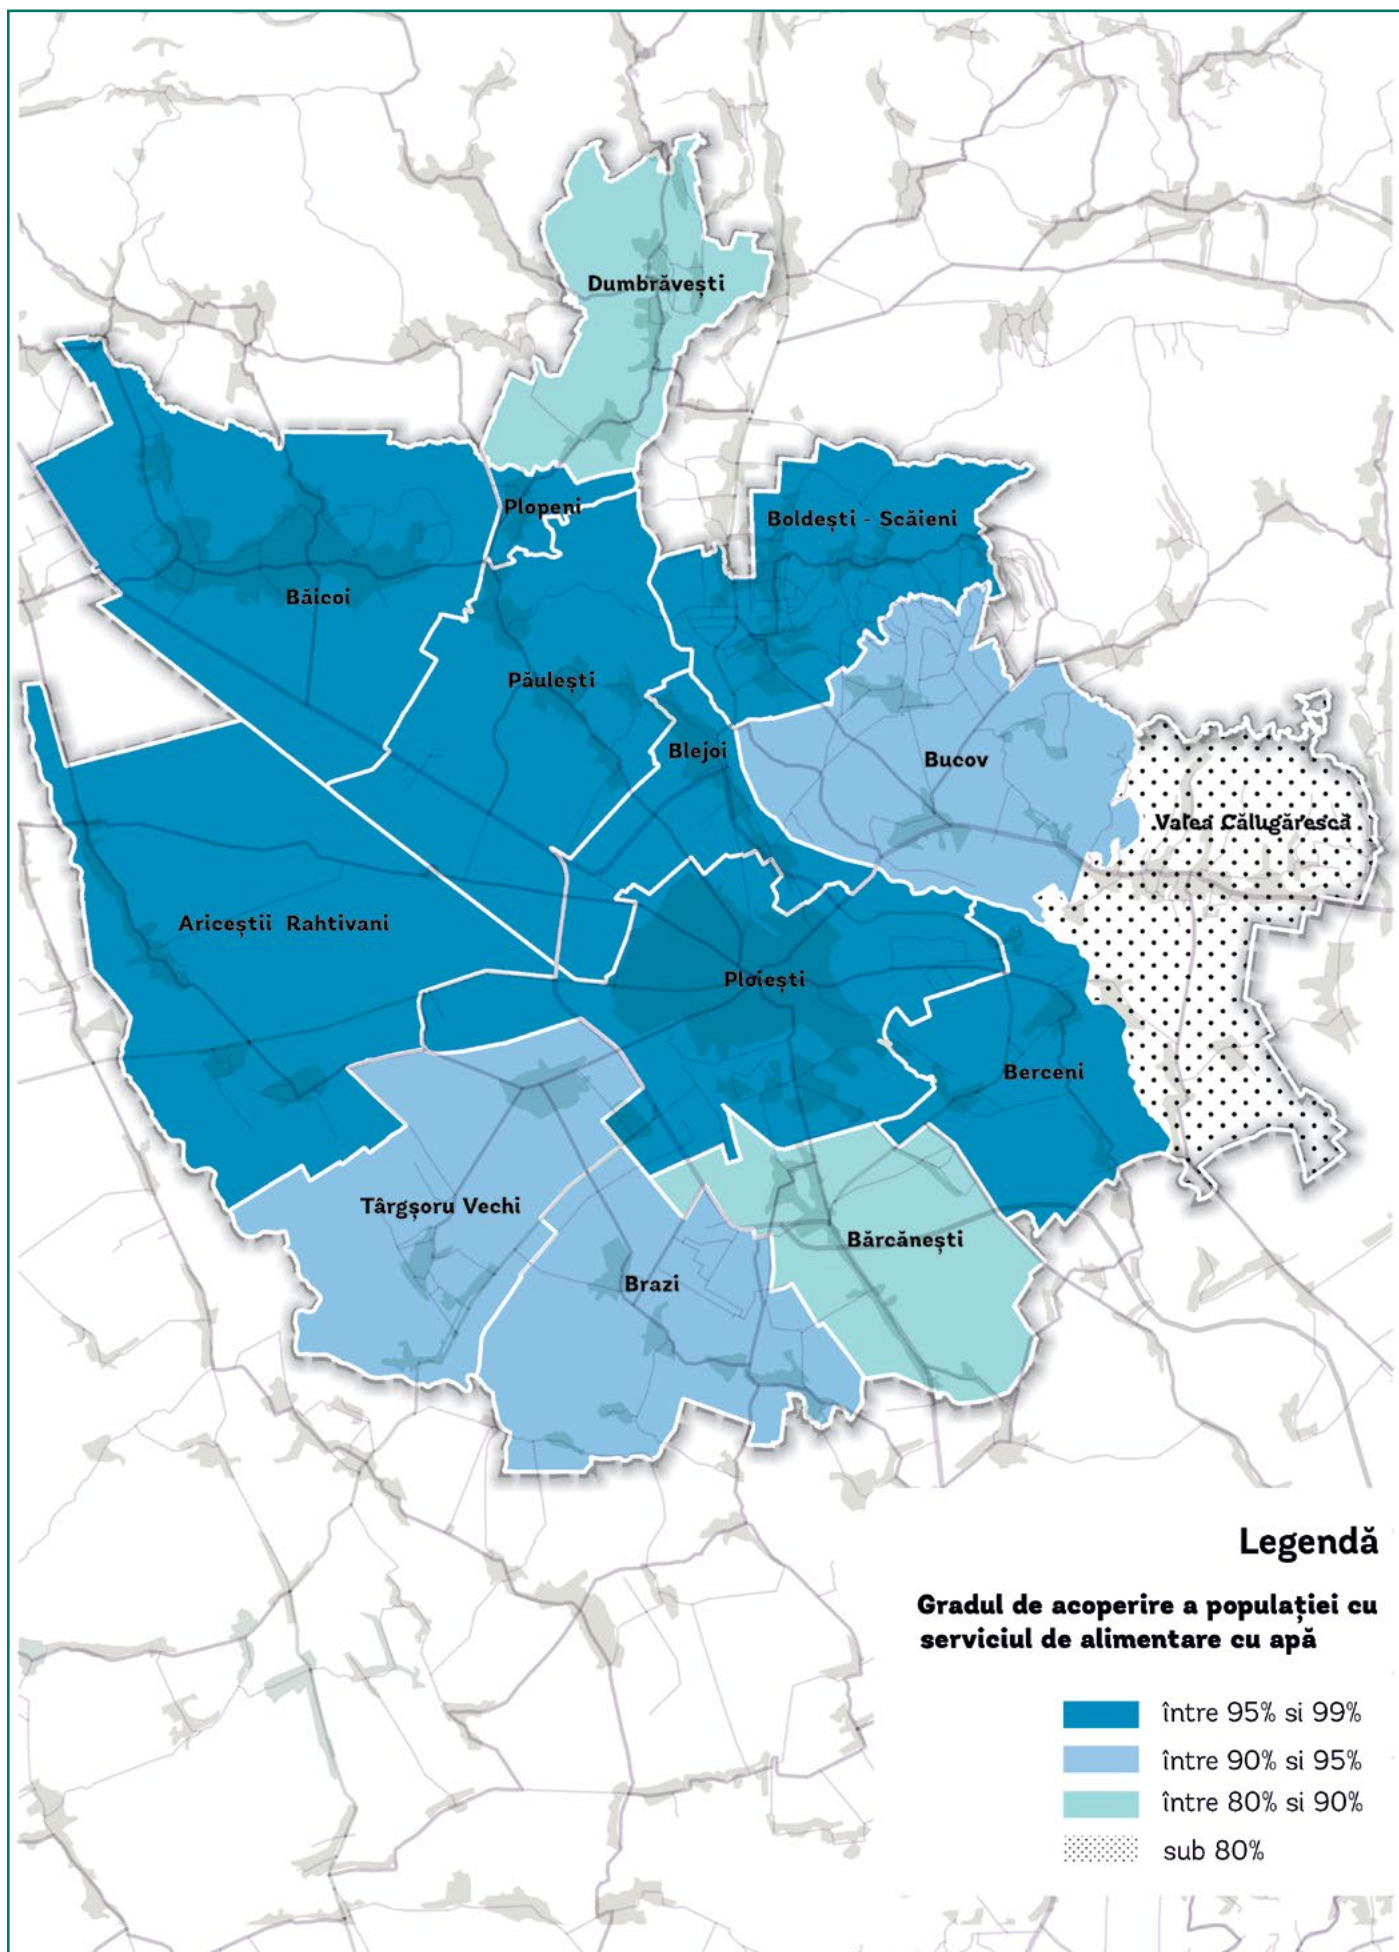 Dumbrăvești
Plopeni
Boldești - Scăieni
Băicoi
Păulești
Blejoi
Bucov
Valea Călugărescă
Ariceștii Rahtivani
Ploiești
Berceni
Târgșoru Vechi
Bărcănești
Brazi
Legendă
Gradul de acoperire a populației cu
serviciul de alimentare cu apă
între 95% si 99%
între 90% si 95%
între 80% si 90%
sub 80%